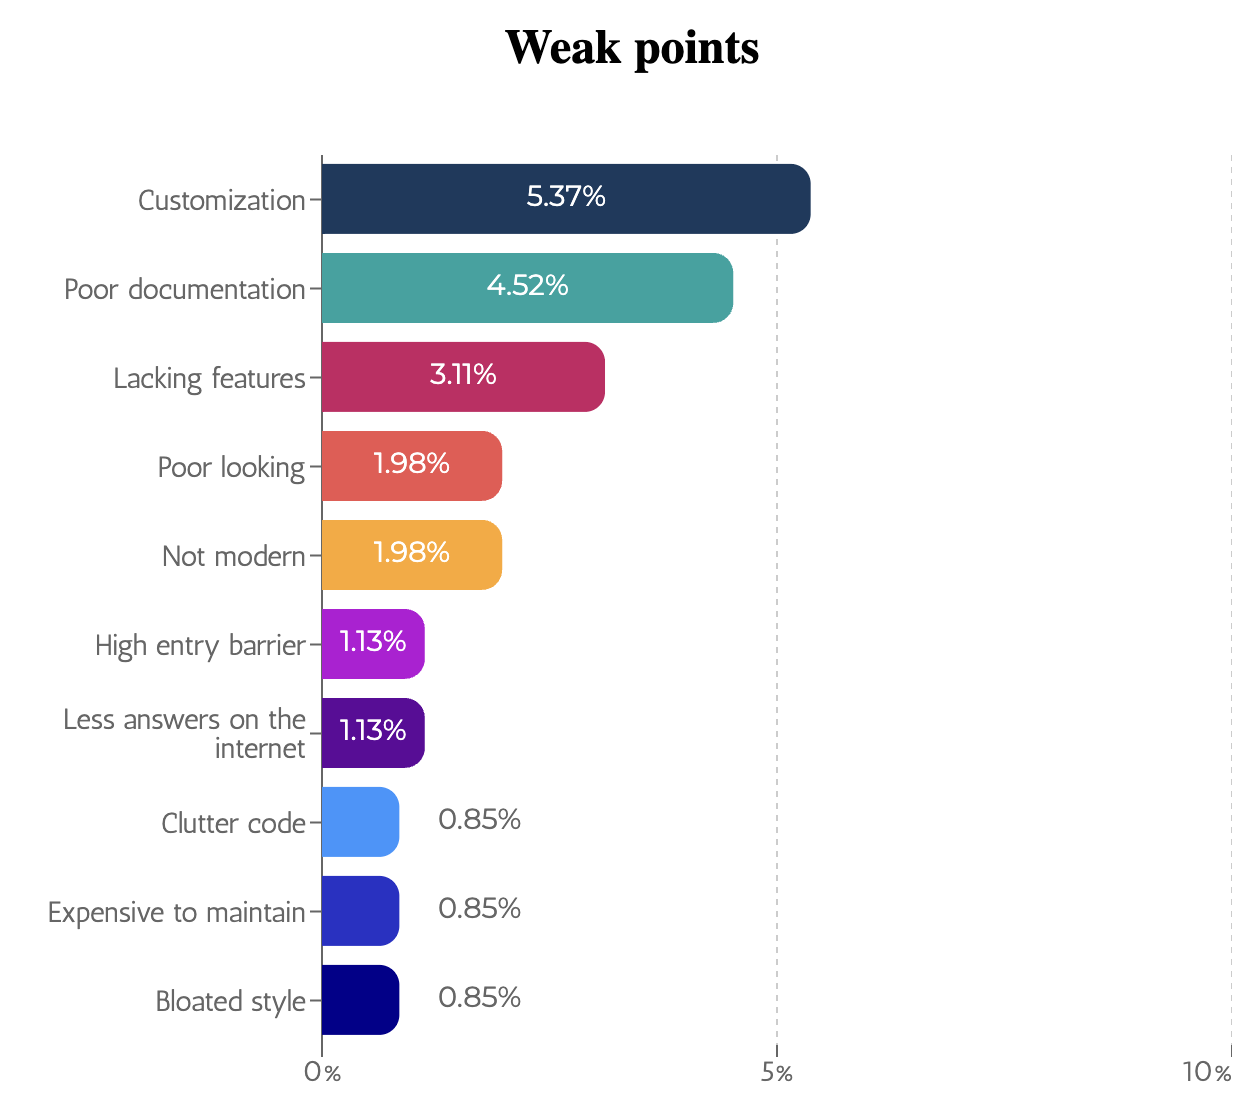 Weak points
Customization
5.37%
Poor documentation
4.52%
Lacking features
3.11%
Poor looking
1.98%
Not modern
1.98%
High entry barrier
1.13%
Less answers on the
internet
1.13%
Clutter code
0.85%
Expensive to maintain
0.85%
Bloated style
0.85%
0%
5%
10%